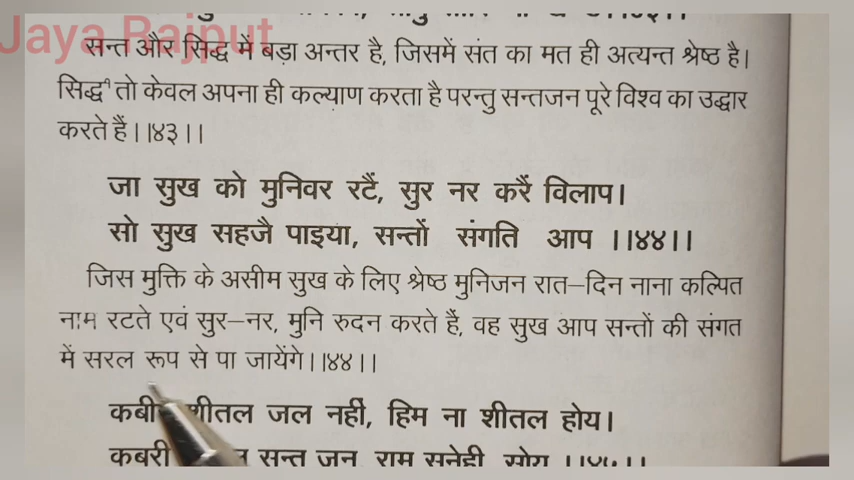 Jaya Rajput
सन्त और सिद्ध में बड़ा अन्तर है, जिसमें संत का मत ही अत्यन्त श्रेष्ठ है।
सिद्ध१ तो केवल अपना ही कल्याण करता है परन्तु सन्तजन पूरे विश्व का उद्धार
करते हैं।।४३।।
जा सुख को मुनिवर रटैं, सुर नर करैं विलाप।
सो सुख सहजै पाइया, सन्तों संगति आप ।।४४।।
जिस मुक्ति के असीम सुख के लिए श्रेष्ठ मुनिजन रात–दिन नाना कल्पित
नाम रटते एवं सुर–नर, मुनि रुदन करते हैं, वह सुख आप सन्तों की संगत
में सरल रूप से पा जायेंगे।।४४।।
शीतल जल नहीं, हिम ना शीतल होय।
सन्त जन, राम सनेही सोय ।।४५।।